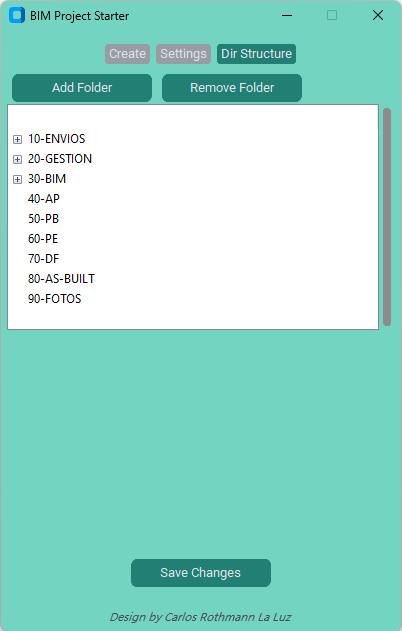 BIM Project Starter
Create Settings Dir Structure
Add Folder Remove Folder
10-ENVIOS
20-GESTION
30-BIM
40-AP
50-PB
60-PE
70-DF
80-AS-BUILT
90-FOTOS
Save Changes
Design by Carlos Rothmann La Luz